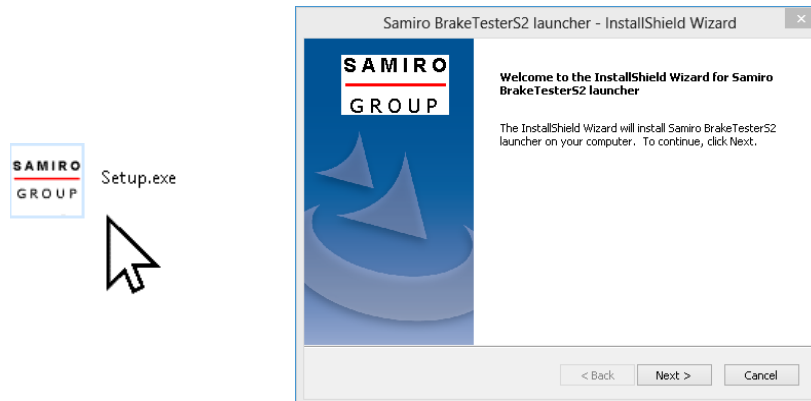 SAMIRO
GROUP
Setup.exe
Samiro BrakeTesterS2 launcher - InstallShield Wizard
SAMIRO
GROUP
Welcome to the InstallShield Wizard for Samiro
BrakeTesterS2 launcher
The InstallShield Wizard will install Samiro BrakeTesterS2
launcher on your computer.  To continue, click Next.
< Back
Next >
Cancel